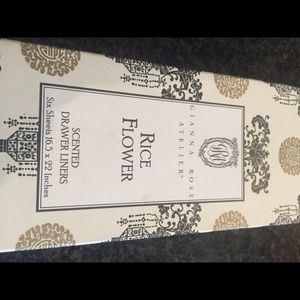 GIANNA ROSE
ATELIER®
RICE
FLOWER
SCENTED
DRAWER LINERS
Six Sheets 16.5 x 22 Inches